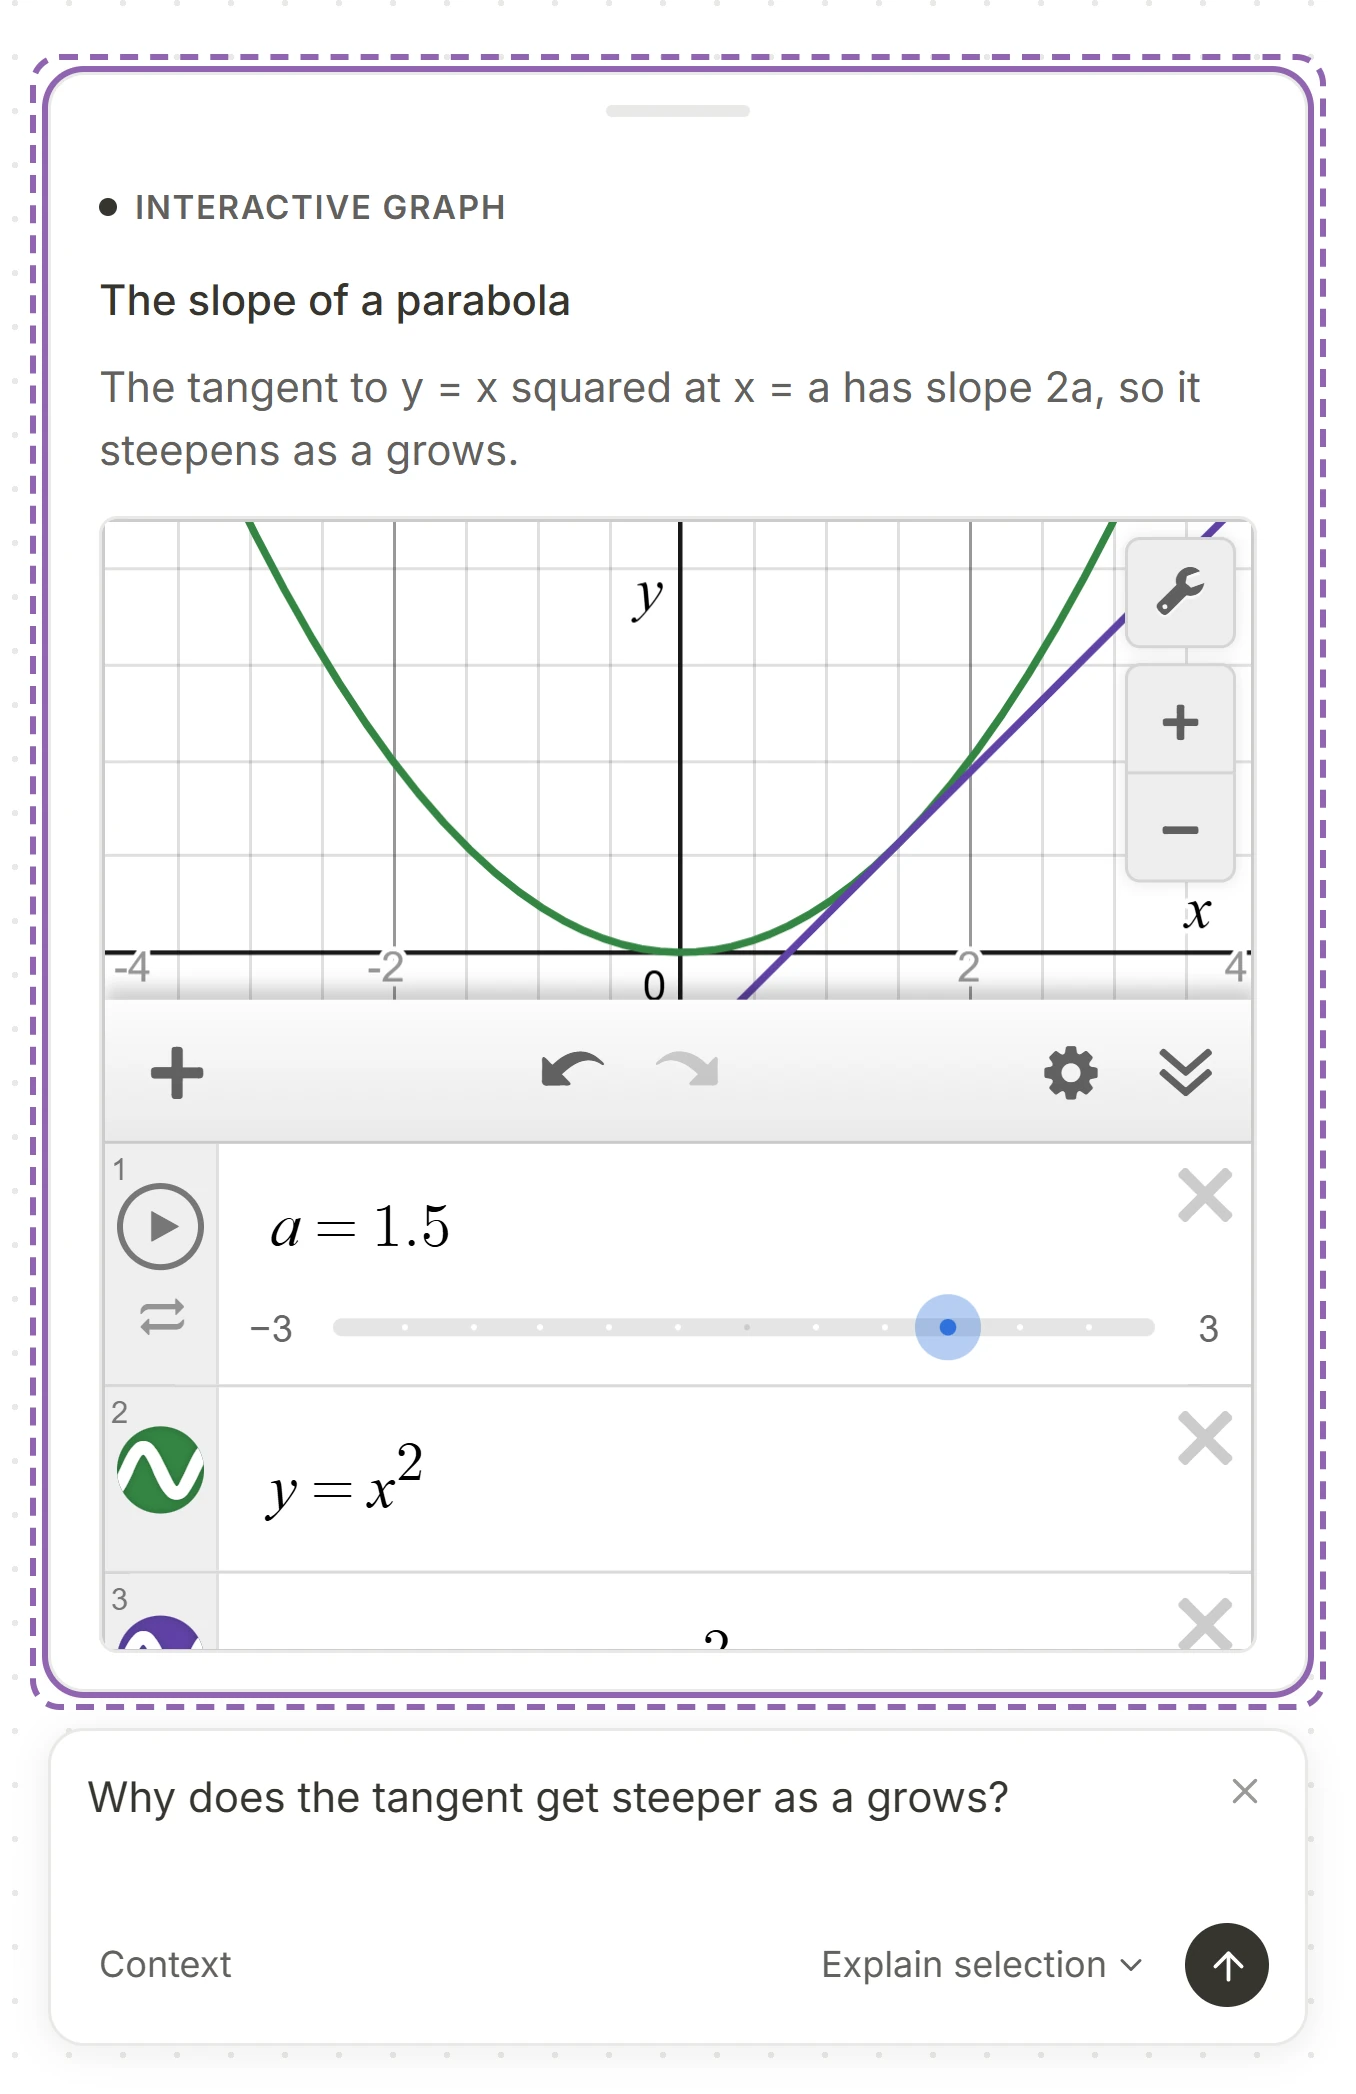 INTERACTIVE GRAPH
The slope of a parabola
The tangent to y = x squared at x = a has slope 2a, so it
steepens as a grows.
y
x
-4 -2 0 2 4
1
a = 1.5
−3 3
2
y = x²
3
2
Why does the tangent get steeper as a grows?
Context Explain selection